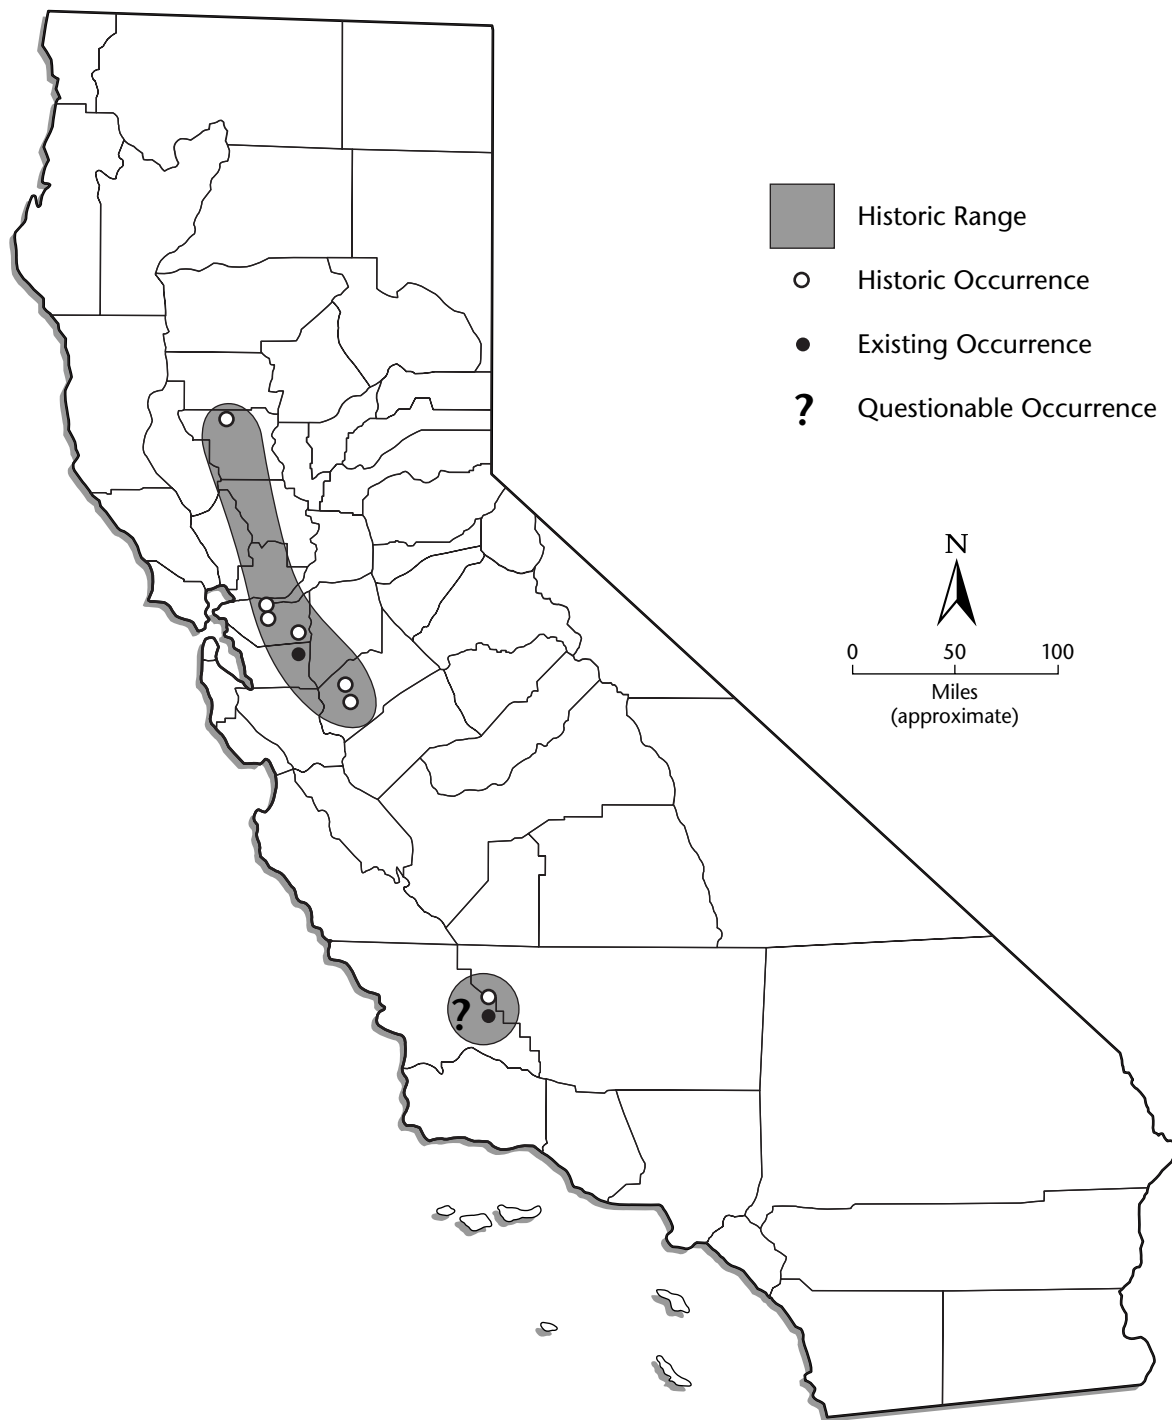 Historic Range
Historic Occurrence
Existing Occurrence
?
Questionable Occurrence
N
0 50 100
Miles
(approximate)
?